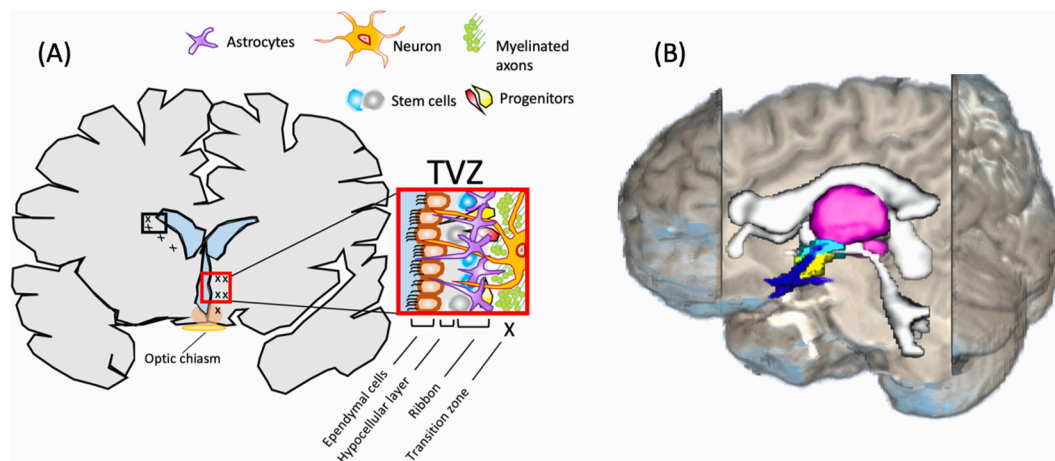 (A)
Astrocytes
Neuron
Myelinated
axons
Stem cells
Progenitors
(B)
TVZ
x
x
x
x
x
x x
x x
x
Optic chiasm
X
Ependymal cells
Hypocellular layer
Ribbon
Transition zone